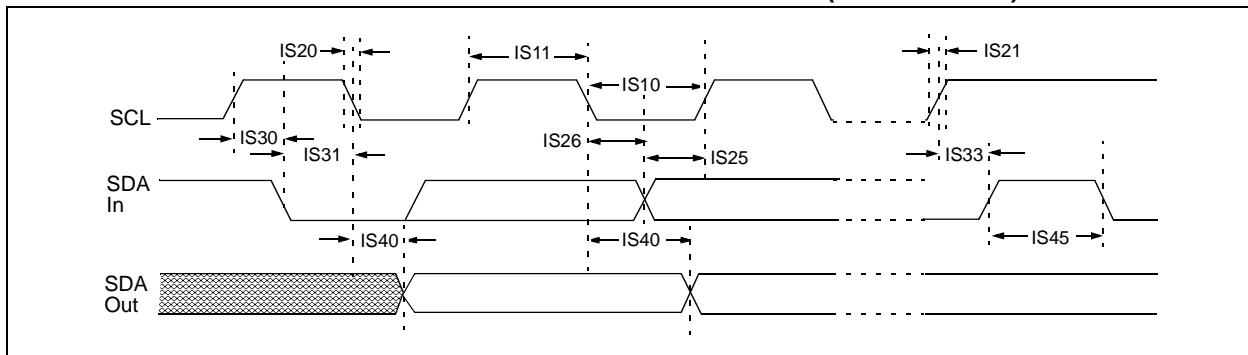 IS20
IS11
IS21
IS10
SCL
IS30
IS26
IS31
IS25
IS33
SDA
In
IS40
IS40
IS45
SDA
Out